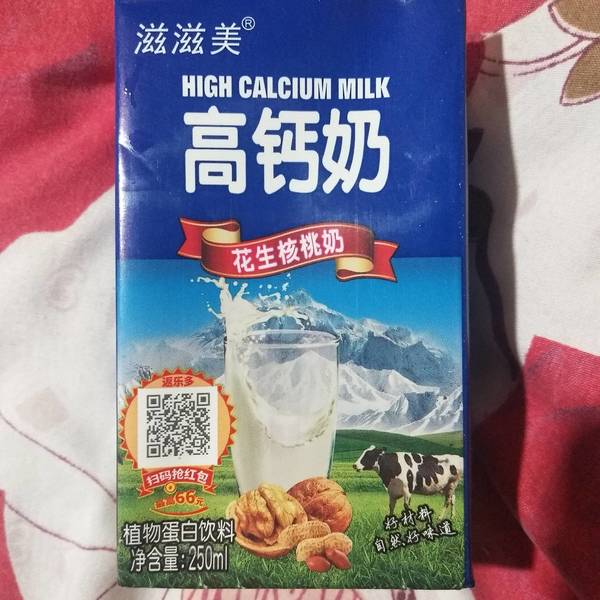 滋滋美®
HIGH CALCIUM MILK
高钙奶
花生核桃奶
返乐多
扫码抢红包
最高66元
植物蛋白饮料
净含量:250ml
好材料
自然好味道